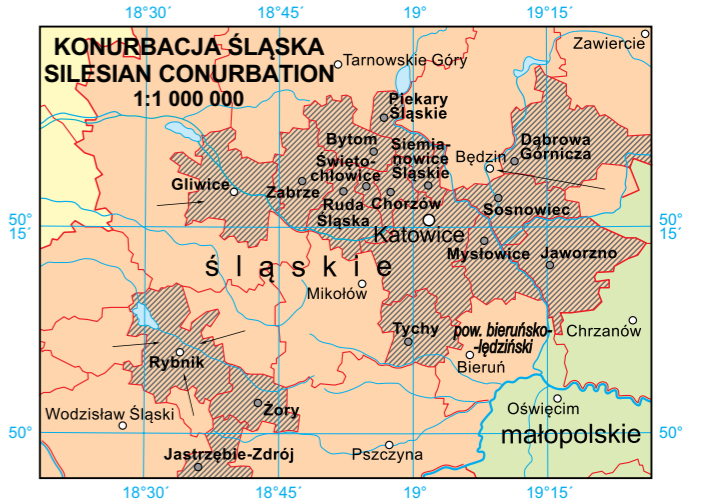 18°30' 18°45' 19° 19°15'
KONURBACJA ŚLĄSKA
SILESIAN CONURBATION
1:1 000 000
Zawiercie
Tarnowskie Góry
Piekary
Śląskie
Bytom
Siemia-
nowice
Śląskie
Dąbrowa
Górnicza
Będzin
Święto-
chłowice
Gliwice
Zabrze
Ruda
Śląska
Chorzów
Sosnowiec
50°
15'
50°
15'
Katowice
Mysłowice
Jaworzno
śląskie
Mikołów
Tychy
pow. bieruńsko-
-lędziński
Chrzanów
Rybnik
Bieruń
Żory
Wodzisław Śląski
Oświęcim
50°
małopolskie
50°
Jastrzębie-Zdrój
Pszczyna
18°30' 18°45' 19° 19°15'